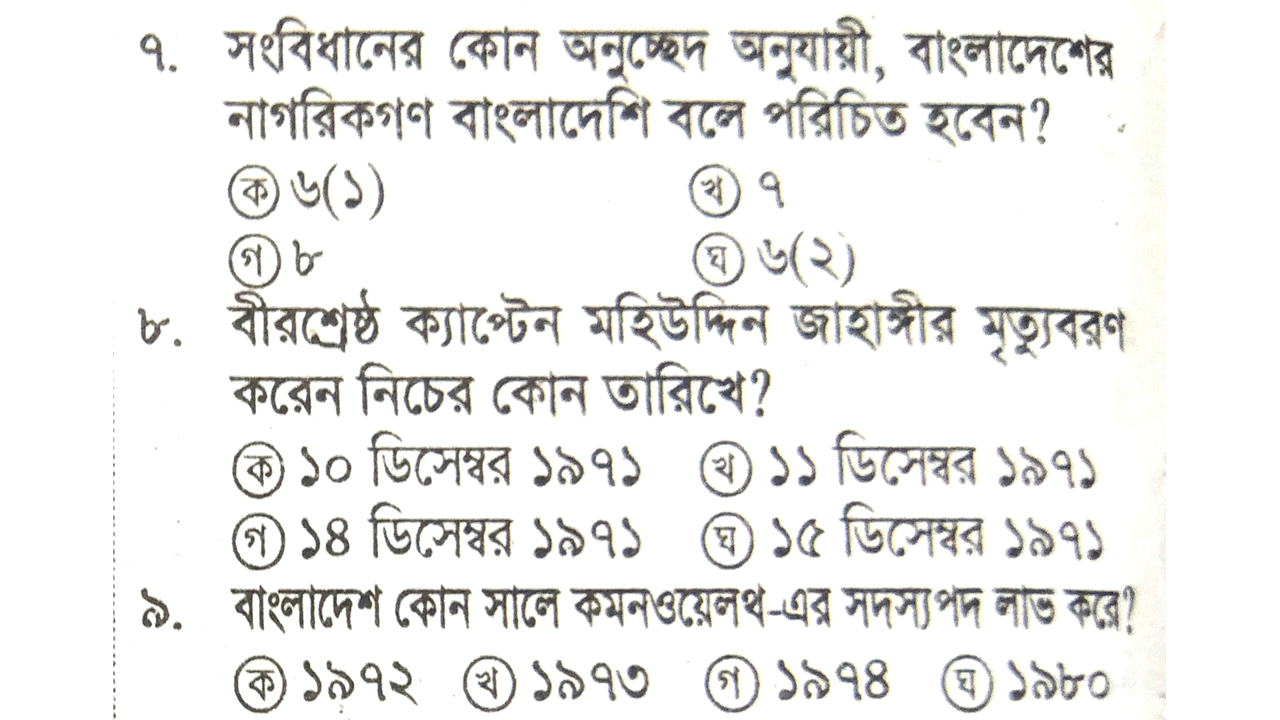 ৭. সংবিধানের কোন অনুচ্ছেদ অনুযায়ী, বাংলাদেশের
নাগরিকগণ বাংলাদেশি বলে পরিচিত হবেন?
ক ৬(১) খ ৭
গ ৮ ঘ ৬(২)
৮. বীরশ্রেষ্ঠ ক্যাপ্টেন মহিউদ্দিন জাহাঙ্গীর মৃত্যুবরণ
করেন নিচের কোন তারিখে?
ক ১০ ডিসেম্বর ১৯৭১ খ ১১ ডিসেম্বর ১৯৭১
গ ১৪ ডিসেম্বর ১৯৭১ ঘ ১৫ ডিসেম্বর ১৯৭১
৯. বাংলাদেশ কোন সালে কমনওয়েলথ-এর সদস্যপদ লাভ করে?
ক ১৯৭২ খ ১৯৭৩ গ ১৯৭৪ ঘ ১৯৮০